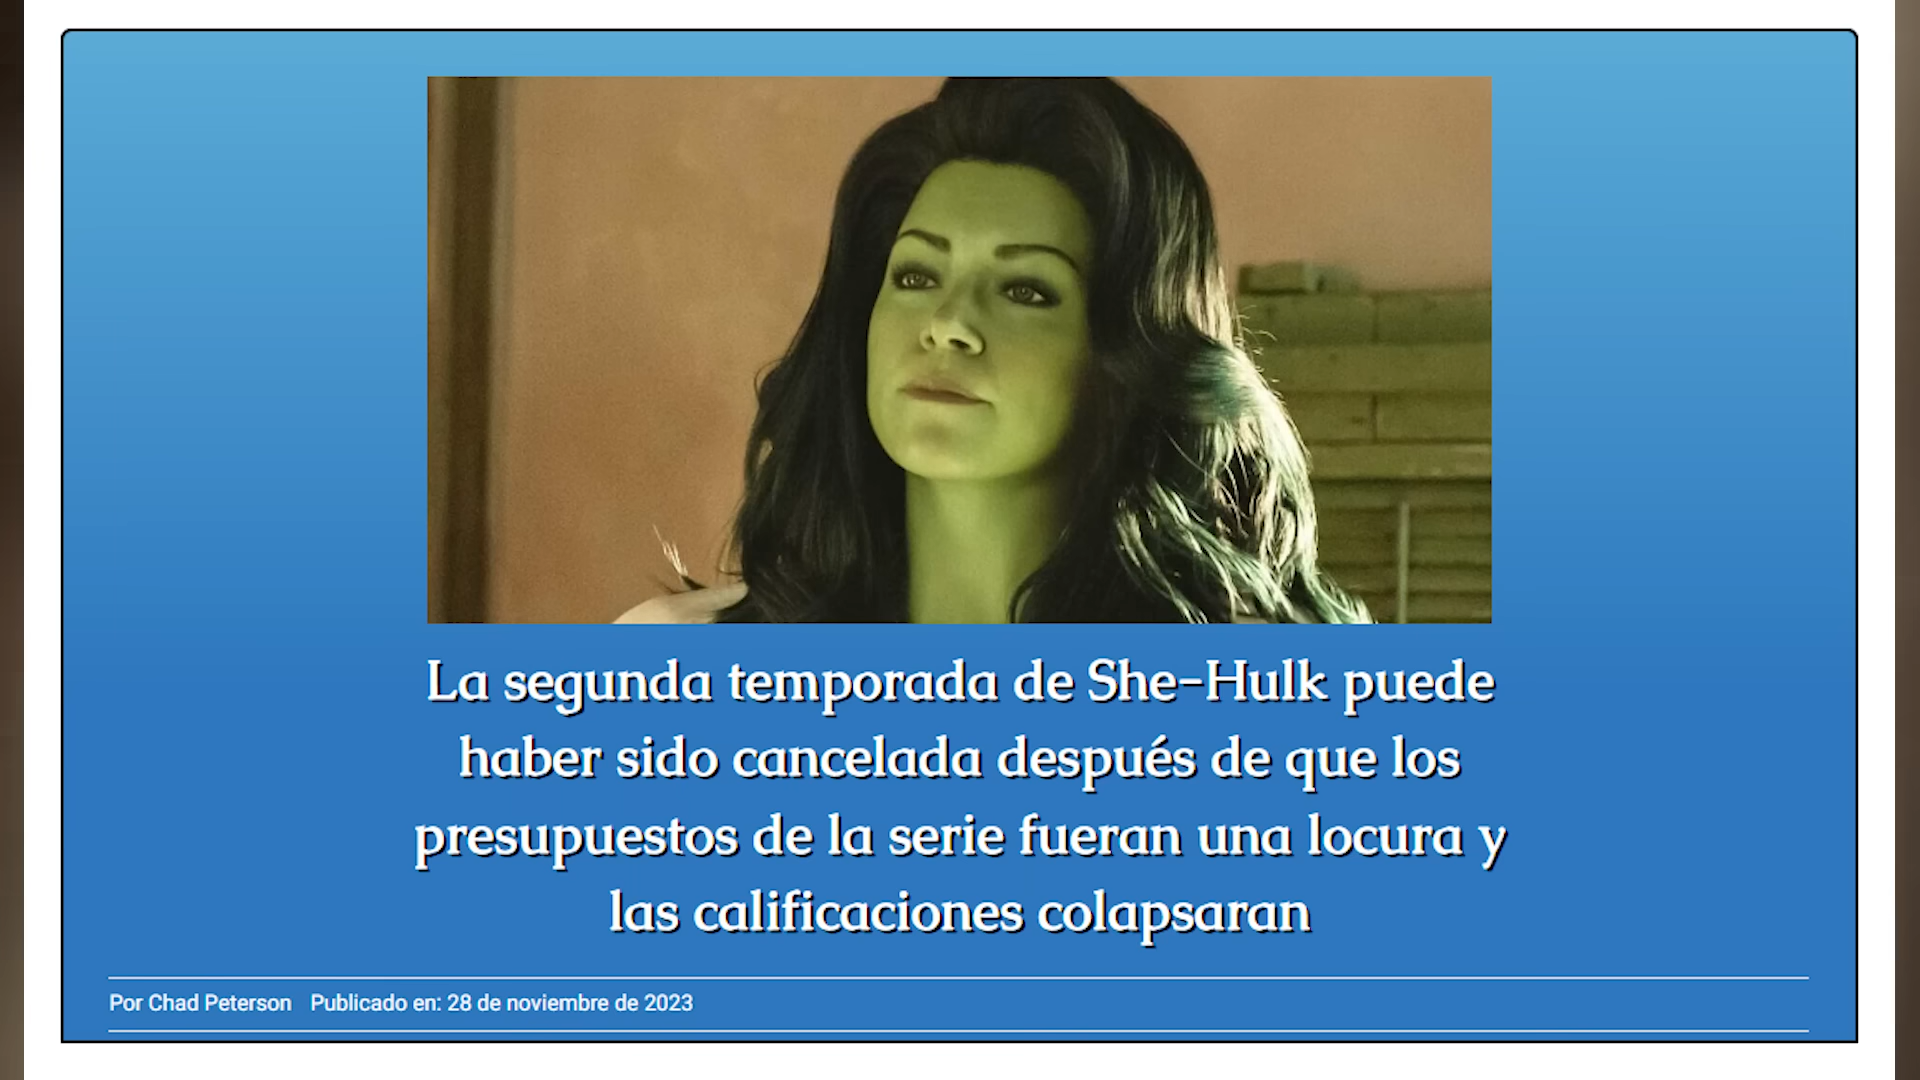 La segunda temporada de She-Hulk puede
haber sido cancelada después de que los
presupuestos de la serie fueran una locura y
las calificaciones colapsaran
Por Chad Peterson Publicado en: 28 de noviembre de 2023